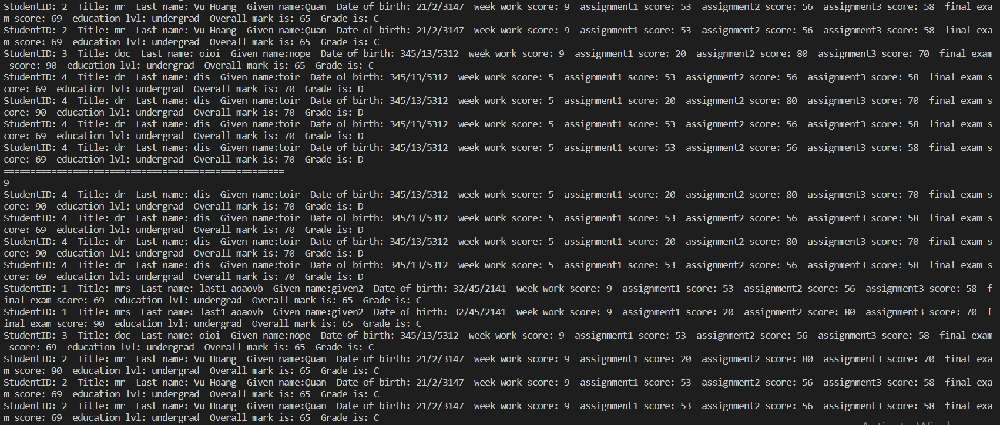 StudentID: 2  Title: mr  Last name: Vu Hoang  Given name:Quan  Date of birth: 21/2/3147  week work score: 9  assignment1 score: 53  assignment2 score: 56  assignment3 score: 58  final exa
m score: 69  education lvl: undergrad  Overall mark is: 65  Grade is: C
StudentID: 2  Title: mr  Last name: Vu Hoang  Given name:Quan  Date of birth: 21/2/3147  week work score: 9  assignment1 score: 53  assignment2 score: 56  assignment3 score: 58  final exa
m score: 69  education lvl: undergrad  Overall mark is: 65  Grade is: C
StudentID: 3  Title: doc  Last name: oioi  Given name:nope  Date of birth: 345/13/5312  week work score: 9  assignment1 score: 20  assignment2 score: 80  assignment3 score: 70  final exam
 score: 90  education lvl: undergrad  Overall mark is: 65  Grade is: C
StudentID: 4  Title: dr  Last name: dis  Given name:toir  Date of birth: 345/13/5312  week work score: 5  assignment1 score: 53  assignment2 score: 56  assignment3 score: 58  final exam s
core: 69  education lvl: undergrad  Overall mark is: 70  Grade is: D
StudentID: 4  Title: dr  Last name: dis  Given name:toir  Date of birth: 345/13/5312  week work score: 5  assignment1 score: 20  assignment2 score: 80  assignment3 score: 70  final exam s
core: 90  education lvl: undergrad  Overall mark is: 70  Grade is: D
StudentID: 4  Title: dr  Last name: dis  Given name:toir  Date of birth: 345/13/5312  week work score: 5  assignment1 score: 53  assignment2 score: 56  assignment3 score: 58  final exam s
core: 69  education lvl: undergrad  Overall mark is: 70  Grade is: D
StudentID: 4  Title: dr  Last name: dis  Given name:toir  Date of birth: 345/13/5312  week work score: 5  assignment1 score: 53  assignment2 score: 56  assignment3 score: 58  final exam s
core: 69  education lvl: undergrad  Overall mark is: 70  Grade is: D
=====================================================
9
StudentID: 4  Title: dr  Last name: dis  Given name:toir  Date of birth: 345/13/5312  week work score: 5  assignment1 score: 20  assignment2 score: 80  assignment3 score: 70  final exam s
core: 90  education lvl: undergrad  Overall mark is: 70  Grade is: D
StudentID: 4  Title: dr  Last name: dis  Given name:toir  Date of birth: 345/13/5312  week work score: 5  assignment1 score: 53  assignment2 score: 56  assignment3 score: 58  final exam s
core: 69  education lvl: undergrad  Overall mark is: 70  Grade is: D
StudentID: 4  Title: dr  Last name: dis  Given name:toir  Date of birth: 345/13/5312  week work score: 5  assignment1 score: 20  assignment2 score: 80  assignment3 score: 70  final exam s
core: 90  education lvl: undergrad  Overall mark is: 70  Grade is: D
StudentID: 4  Title: dr  Last name: dis  Given name:toir  Date of birth: 345/13/5312  week work score: 5  assignment1 score: 53  assignment2 score: 56  assignment3 score: 58  final exam s
core: 69  education lvl: undergrad  Overall mark is: 70  Grade is: D
StudentID: 1  Title: mrs  Last name: last1 aoaovb  Given name:given2  Date of birth: 32/45/2141  week work score: 9  assignment1 score: 53  assignment2 score: 56  assignment3 score: 58  f
inal exam score: 69  education lvl: undergrad  Overall mark is: 65  Grade is: C
StudentID: 1  Title: mrs  Last name: last1 aoaovb  Given name:given2  Date of birth: 32/45/2141  week work score: 9  assignment1 score: 20  assignment2 score: 80  assignment3 score: 70  f
inal exam score: 90  education lvl: undergrad  Overall mark is: 65  Grade is: C
StudentID: 3  Title: doc  Last name: oioi  Given name:nope  Date of birth: 345/13/5312  week work score: 9  assignment1 score: 53  assignment2 score: 56  assignment3 score: 58  final exam
 score: 69  education lvl: undergrad  Overall mark is: 65  Grade is: C
StudentID: 2  Title: mr  Last name: Vu Hoang  Given name:Quan  Date of birth: 21/2/3147  week work score: 9  assignment1 score: 20  assignment2 score: 80  assignment3 score: 70  final exa
m score: 90  education lvl: undergrad  Overall mark is: 65  Grade is: C
StudentID: 2  Title: mr  Last name: Vu Hoang  Given name:Quan  Date of birth: 21/2/3147  week work score: 9  assignment1 score: 53  assignment2 score: 56  assignment3 score: 58  final exa
m score: 69  education lvl: undergrad  Overall mark is: 65  Grade is: C
StudentID: 2  Title: mr  Last name: Vu Hoang  Given name:Quan  Date of birth: 21/2/3147  week work score: 9  assignment1 score: 53  assignment2 score: 56  assignment3 score: 58  final exa
m score: 69  education lvl: undergrad  Overall mark is: 65  Grade is: C